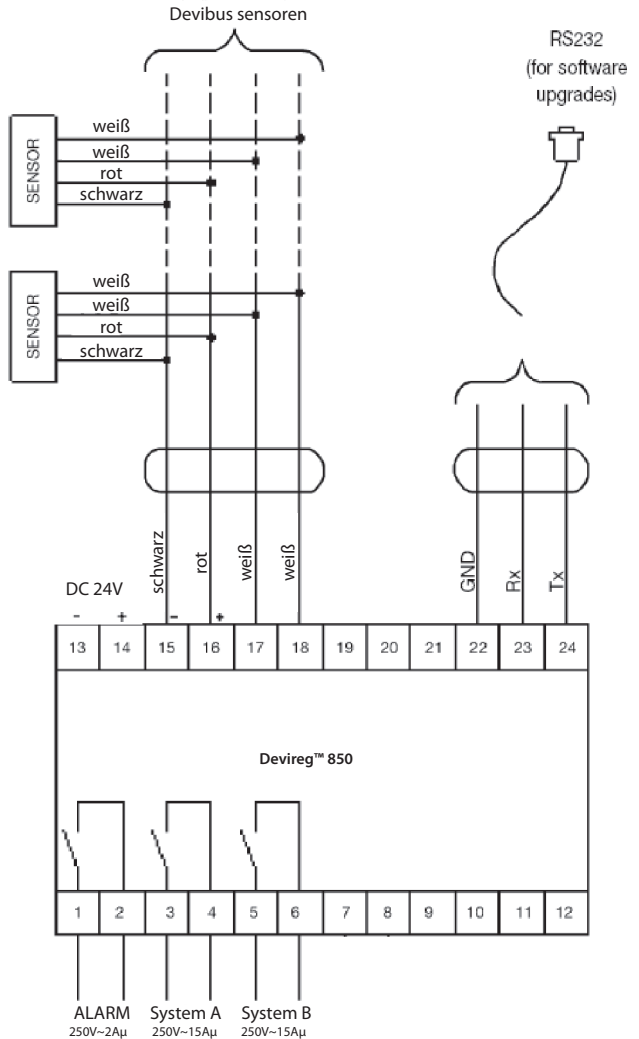 Devibus sensoren
RS232
(for software
upgrades)
SENSOR
weiß
weiß
rot
schwarz
SENSOR
weiß
weiß
rot
schwarz
schwarz
rot
weiß
weiß
GND
Rx
Tx
DC 24V
- + - +
13 14 15 16 17 18 19 20 21 22 23 24
Devireg™ 850
1 2 3 4 5 6 7 8 9 10 11 12
ALARM System A System B
250V~2Aµ 250V~15Aµ 250V~15Aµ